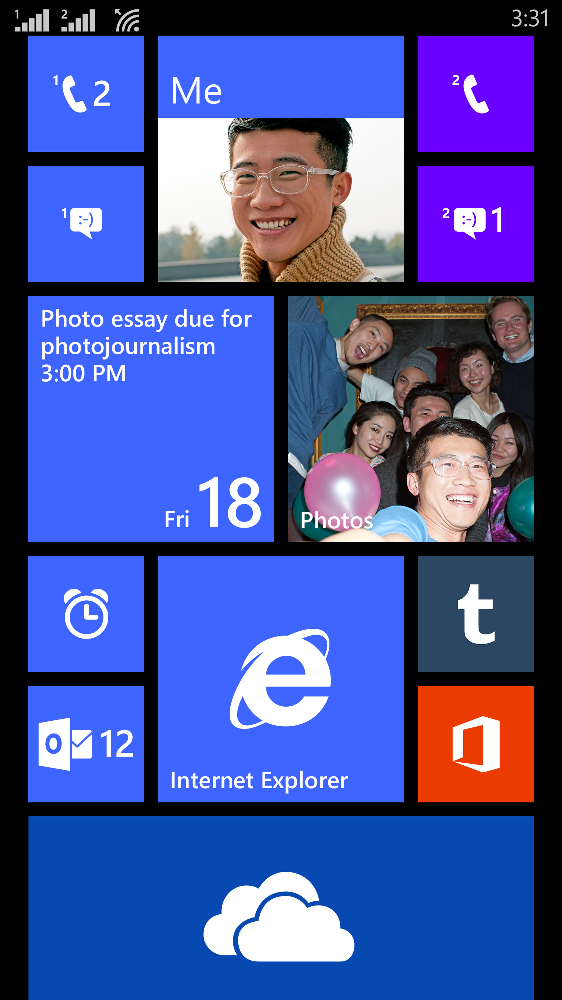 1 2 3:31
1 2
Me
2
1 :-)
2 :-) 1
Photo essay due for
photojournalism
3:00 PM
Fri 18
Photos
t
o 12
Internet Explorer